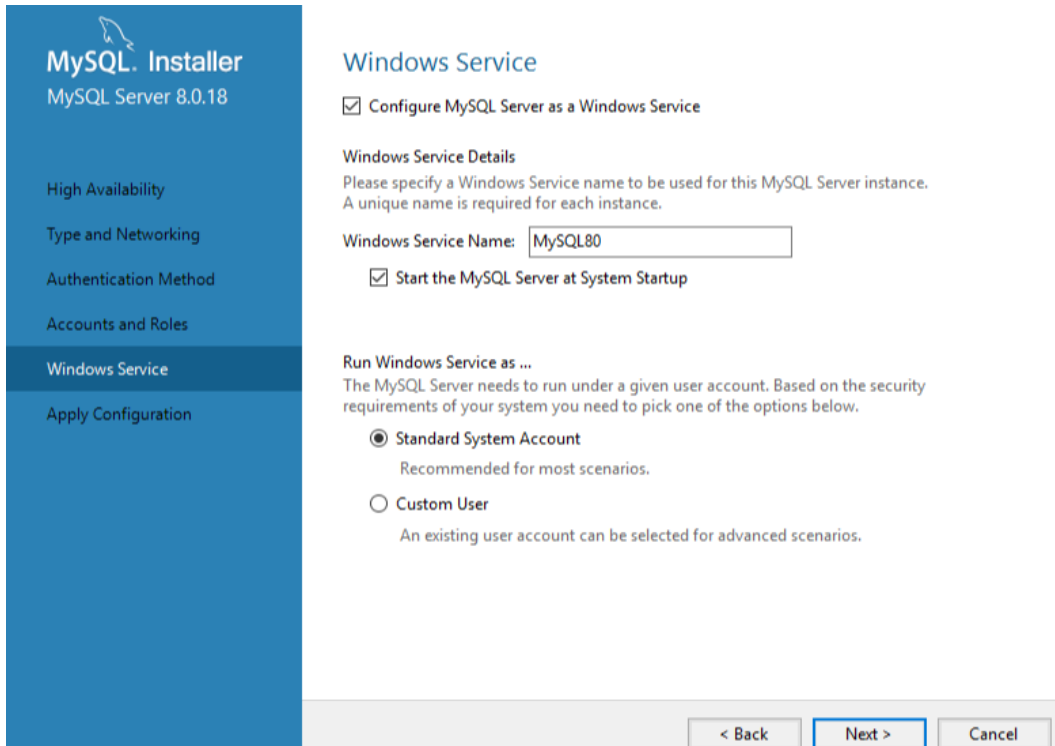 MySQL. Installer
MySQL Server 8.0.18
High Availability
Type and Networking
Authentication Method
Accounts and Roles
Windows Service
Apply Configuration
Windows Service
Configure MySQL Server as a Windows Service
Windows Service Details
Please specify a Windows Service name to be used for this MySQL Server instance.
A unique name is required for each instance.
Windows Service Name: MySQL80
Start the MySQL Server at System Startup
Run Windows Service as ...
The MySQL Server needs to run under a given user account. Based on the security
requirements of your system you need to pick one of the options below.
Standard System Account
Recommended for most scenarios.
Custom User
An existing user account can be selected for advanced scenarios.
< Back Next > Cancel